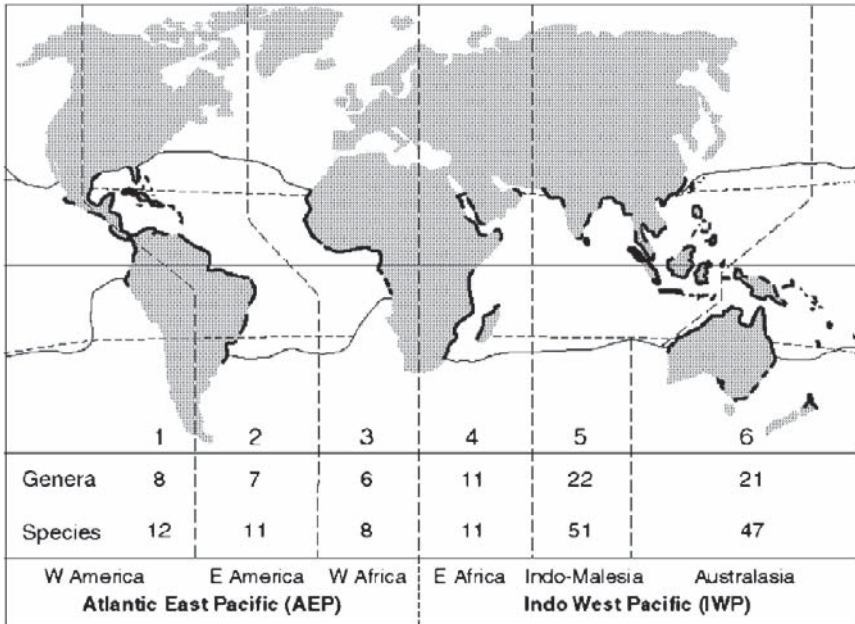 1 2 3 4 5 6
Genera 8 7 6 11 22 21
Species 12 11 8 11 51 47
W America E America W Africa E Africa Indo-Malesia Australasia
Atlantic East Pacific (AEP) Indo West Pacific (IWP)